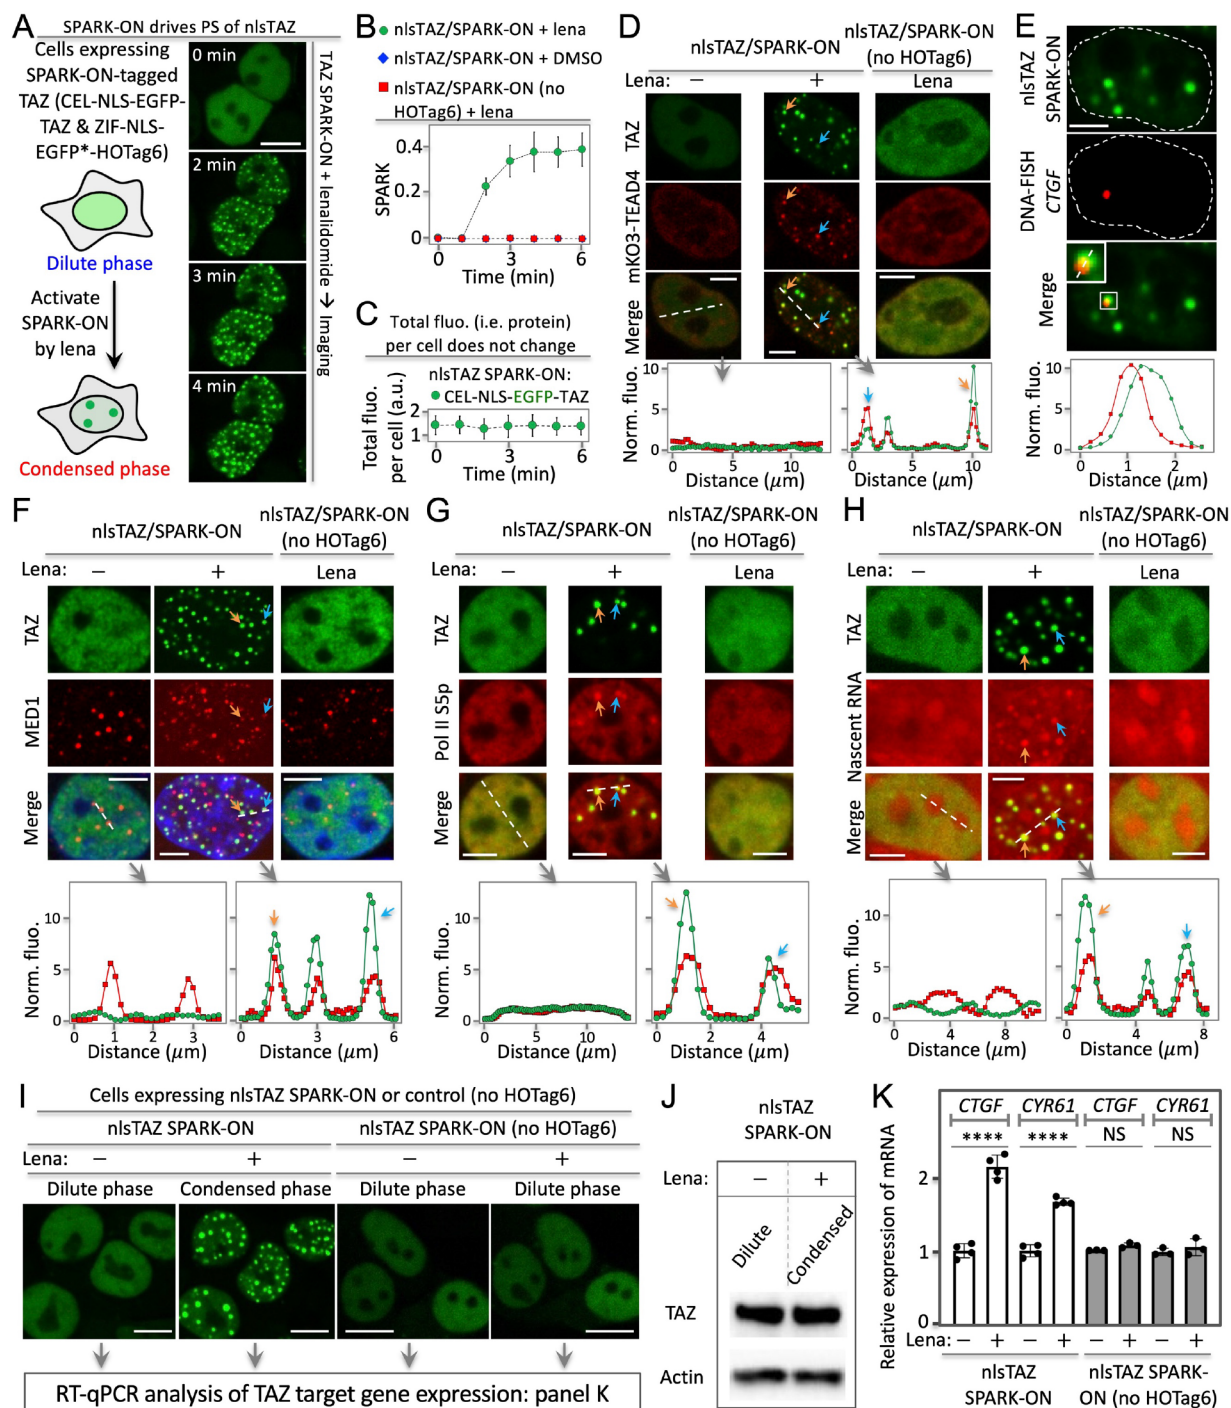 A
SPARK-ON drives PS of nlsTAZ
Cells expressing
SPARK-ON-tagged
TAZ (CEL-NLS-EGFP-
TAZ & ZIF-NLS-
EGFP*-HOTag6)
Dilute phase
Activate
SPARK-ON
by lena
Condensed phase
0 min
2 min
3 min
4 min
TAZ SPARK-ON + lenalidomide → Imaging
B
nlsTAZ/SPARK-ON + lena
nlsTAZ/SPARK-ON + DMSO
nlsTAZ/SPARK-ON (no
HOTag6) + lena
SPARK
0.4
0.2
0
0 3 6
Time (min)
C
Total fluo. (i.e. protein)
per cell does not change
nlsTAZ SPARK-ON:
CEL-NLS-EGFP-TAZ
Total fluo.
per cell (a.u.)
2
1
0 3 6
Time (min)
D
nlsTAZ/SPARK-ON
nlsTAZ/SPARK-ON
(no HOTag6)
Lena: − + Lena
TAZ
mKO3-TEAD4
Merge
Norm. fluo.
10
5
0
0 5 10
Distance (μm)
10
5
0
0 5 10
Distance (μm)
E
nlsTAZ
SPARK-ON
DNA-FISH
CTGF
Merge
Norm. fluo.
10
5
0
0 1 2
Distance (μm)
F
nlsTAZ/SPARK-ON
nlsTAZ/SPARK-ON
(no HOTag6)
Lena: − + Lena
TAZ
MED1
Merge
Norm. fluo.
10
5
0
0 1 2 3
Distance (μm)
0 3 6
Distance (μm)
G
nlsTAZ/SPARK-ON
nlsTAZ/SPARK-ON
(no HOTag6)
Lena: − + Lena
TAZ
Pol II S5p
Merge
Norm. fluo.
10
5
0
0 5 10
Distance (μm)
0 2 4
Distance (μm)
H
nlsTAZ/SPARK-ON
nlsTAZ/SPARK-ON
(no HOTag6)
Lena: − + Lena
TAZ
Nascent RNA
Merge
Norm. fluo.
10
5
0
0 4 8
Distance (μm)
0 4 8
Distance (μm)
I
Cells expressing nlsTAZ SPARK-ON or control (no HOTag6)
nlsTAZ SPARK-ON
nlsTAZ SPARK-ON (no HOTag6)
Lena: − + − +
Dilute phase Condensed phase Dilute phase Dilute phase
RT-qPCR analysis of TAZ target gene expression: panel K
J
nlsTAZ
SPARK-ON
Lena: − +
Dilute
Condensed
TAZ
Actin
K
Relative expression of mRNA
CTGF CYR61 CTGF CYR61
**** **** NS NS
2
1
0
Lena: − + − + − + − +
nlsTAZ
SPARK-ON
nlsTAZ SPARK-
ON (no HOTag6)